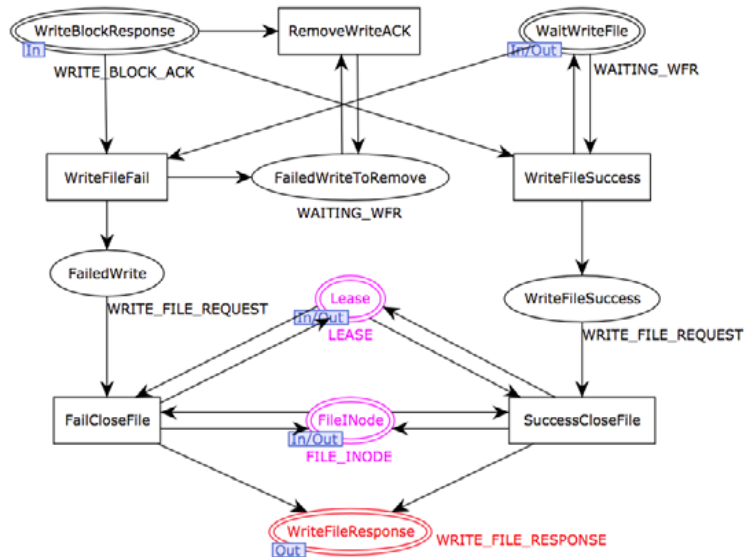 WriteBlockResponse
In
WRITE_BLOCK_ACK
RemoveWriteACK
WaitWriteFile
In/Out
WAITING_WFR
WriteFileFail
FailedWriteToRemove
WAITING_WFR
WriteFileSuccess
FailedWrite
WRITE_FILE_REQUEST
Lease
In/Out
LEASE
WriteFileSuccess
WRITE_FILE_REQUEST
FailCloseFile
FileINode
In/Out
FILE_INODE
SuccessCloseFile
WriteFileResponse
Out
WRITE_FILE_RESPONSE